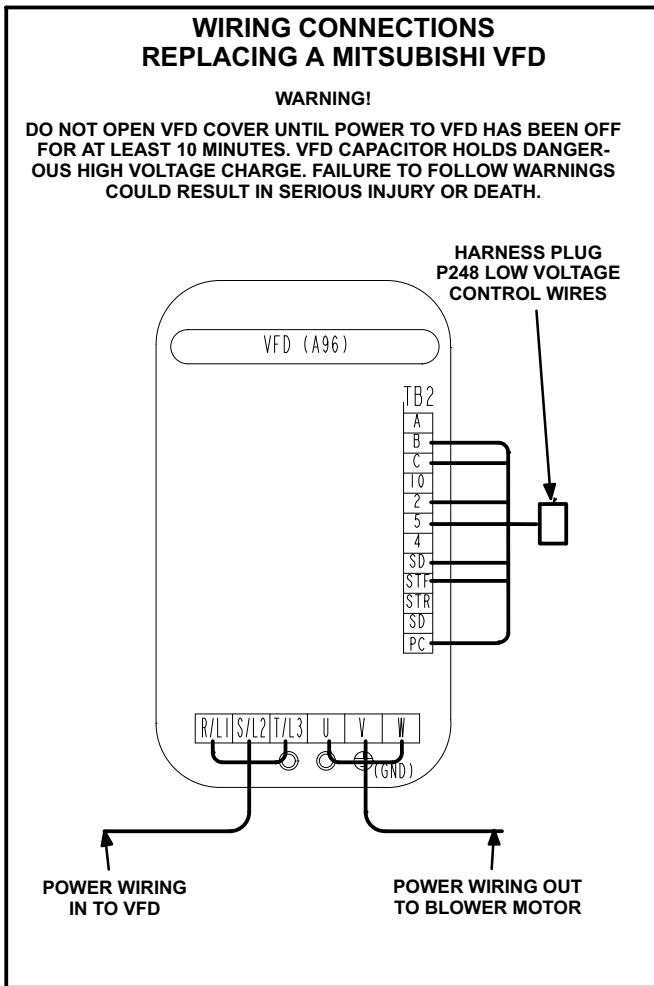 WIRING CONNECTIONS
REPLACING A MITSUBISHI VFD
WARNING!
DO NOT OPEN VFD COVER UNTIL POWER TO VFD HAS BEEN OFF
FOR AT LEAST 10 MINUTES. VFD CAPACITOR HOLDS DANGER-
OUS HIGH VOLTAGE CHARGE. FAILURE TO FOLLOW WARNINGS
COULD RESULT IN SERIOUS INJURY OR DEATH.
HARNESS PLUG
P248 LOW VOLTAGE
CONTROL WIRES
VFD (A96)
TB2
A
B
C
10
2
5
4
SD
STF
STR
SD
PC
R/L1 S/L2 T/L3 U V W
(GND)
POWER WIRING
IN TO VFD
POWER WIRING OUT
TO BLOWER MOTOR